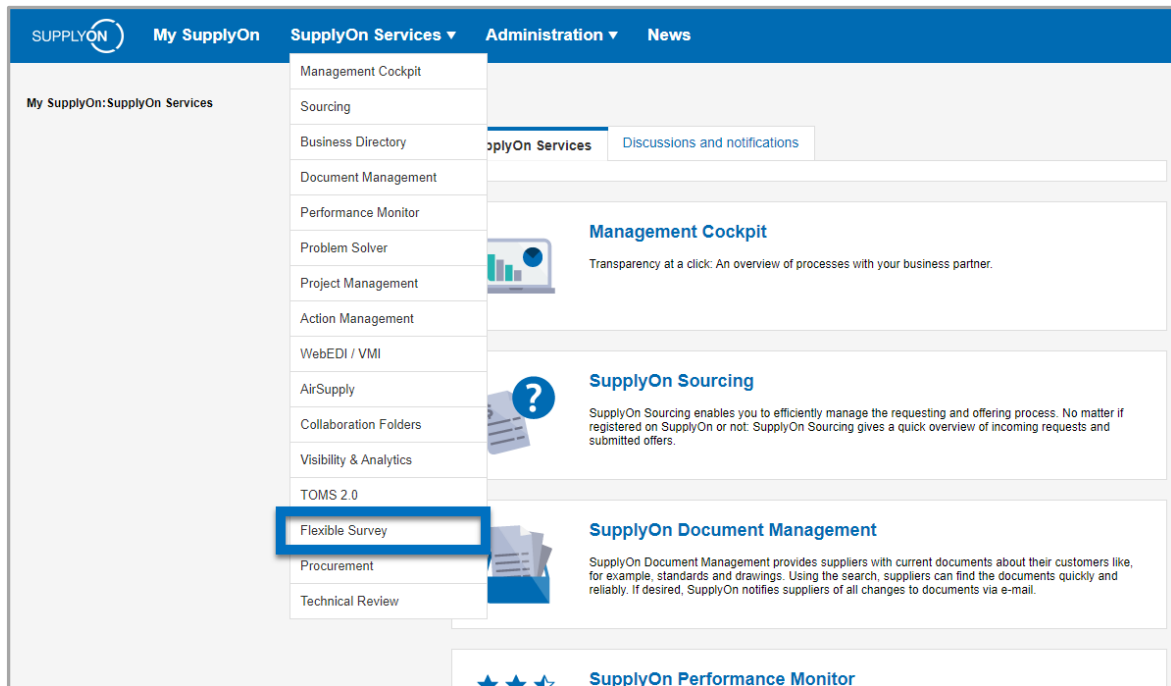 SUPPLYON My SupplyOn SupplyOn Services ▾ Administration ▾ News
My SupplyOn:SupplyOn Services
Management Cockpit
Sourcing
Business Directory
Document Management
Performance Monitor
Problem Solver
Project Management
Action Management
WebEDI / VMI
AirSupply
Collaboration Folders
Visibility & Analytics
TOMS 2.0
Flexible Survey
Procurement
Technical Review
pplyOn Services Discussions and notifications
Management Cockpit
Transparency at a click: An overview of processes with your business partner.
SupplyOn Sourcing
SupplyOn Sourcing enables you to efficiently manage the requesting and offering process. No matter if
registered on SupplyOn or not: SupplyOn Sourcing gives a quick overview of incoming requests and
submitted offers.
SupplyOn Document Management
SupplyOn Document Management provides suppliers with current documents about their customers like,
for example, standards and drawings. Using the search, suppliers can find the documents quickly and
reliably. If desired, SupplyOn notifies suppliers of all changes to documents via e-mail.
SupplyOn Performance Monitor